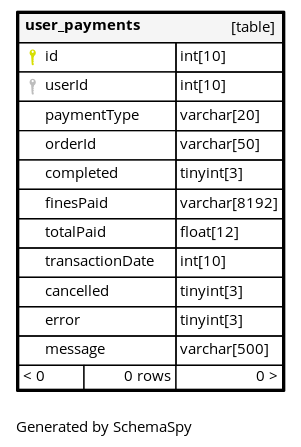 user_payments [table]
id int[10]
userId int[10]
paymentType varchar[20]
orderId varchar[50]
completed tinyint[3]
finesPaid varchar[8192]
totalPaid float[12]
transactionDate int[10]
cancelled tinyint[3]
error tinyint[3]
message varchar[500]
< 0 0 rows 0 >
Generated by SchemaSpy